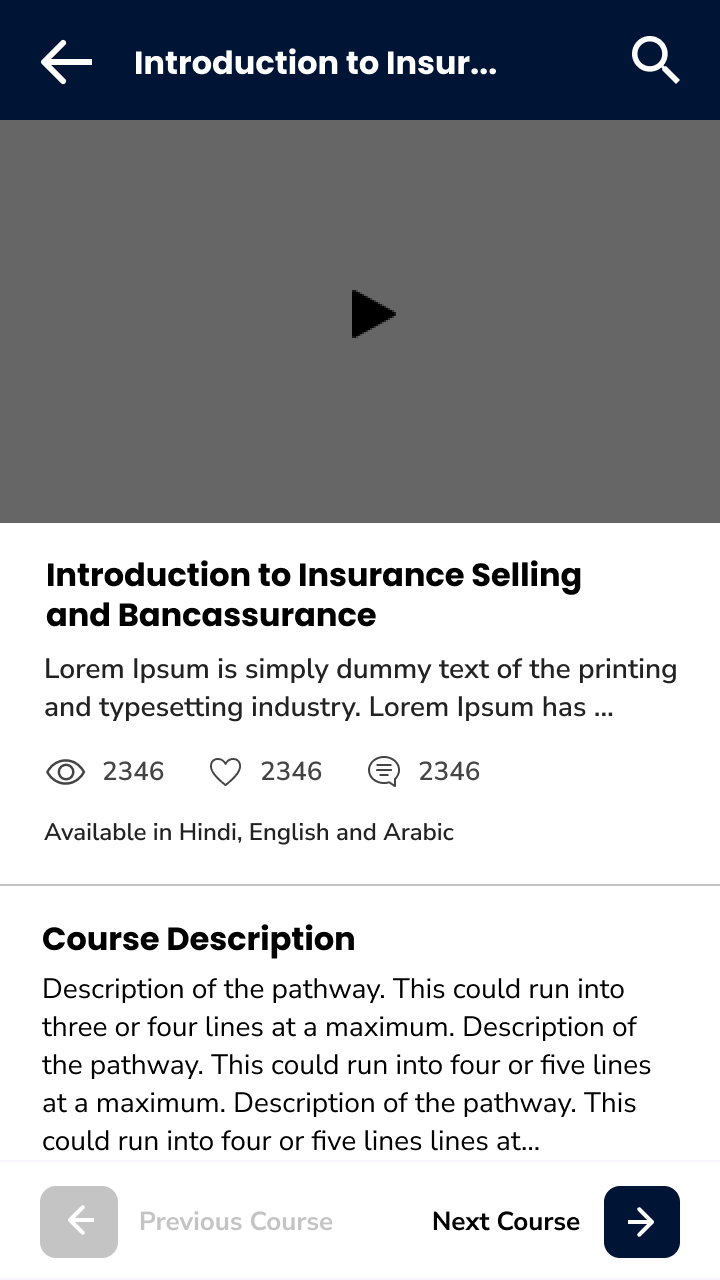 Introduction to Insur...
Introduction to Insurance Selling
and Bancassurance
Lorem Ipsum is simply dummy text of the printing
and typesetting industry. Lorem Ipsum has ...
2346 2346 2346
Available in Hindi, English and Arabic
Course Description
Description of the pathway. This could run into
three or four lines at a maximum. Description of
the pathway. This could run into four or five lines
at a maximum. Description of the pathway. This
could run into four or five lines lines at...
Previous Course Next Course